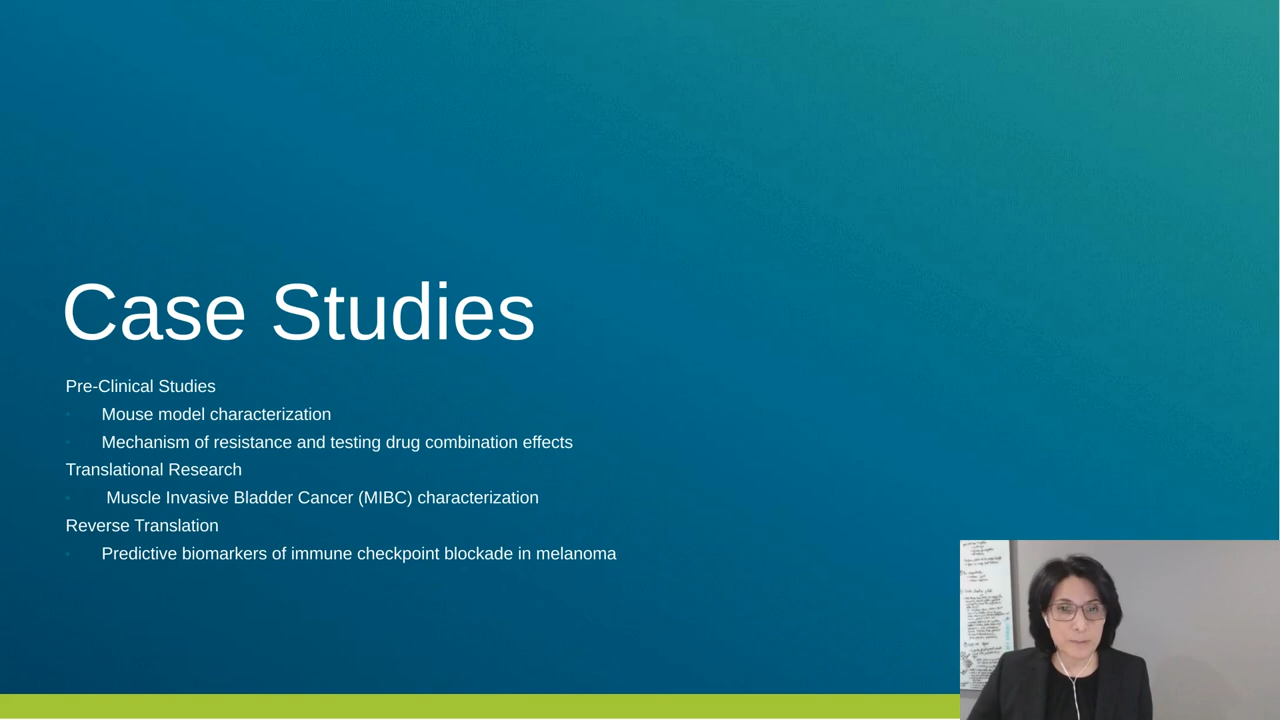 Case Studies
Pre-Clinical Studies
Mouse model characterization
Mechanism of resistance and testing drug combination effects
Translational Research
Muscle Invasive Bladder Cancer (MIBC) characterization
Reverse Translation
Predictive biomarkers of immune checkpoint blockade in melanoma